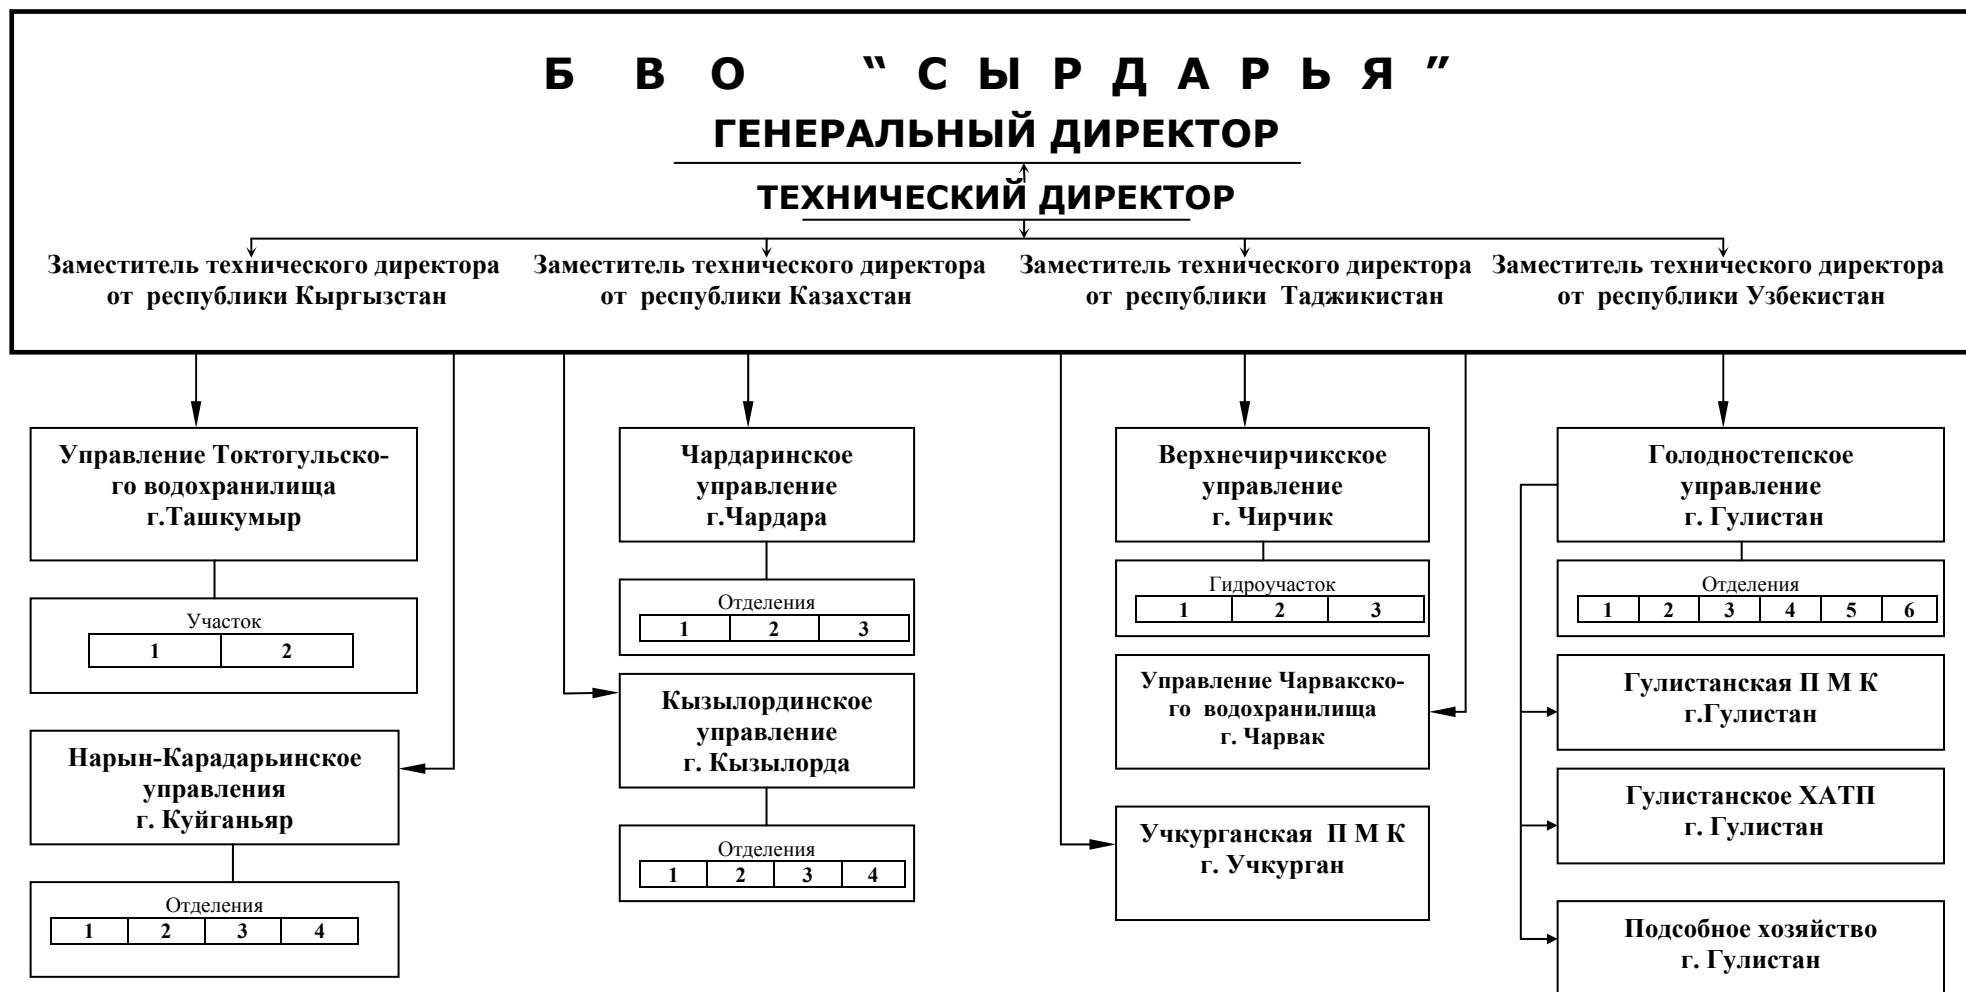 Б В О “ С Ы Р Д А Р Ь Я ”
ГЕНЕРАЛЬНЫЙ ДИРЕКТОР
ТЕХНИЧЕСКИЙ ДИРЕКТОР
Заместитель технического директора
от республики Кыргызстан
Заместитель технического директора
от республики Казахстан
Заместитель технического директора
от республики Таджикистан
Заместитель технического директора
от республики Узбекистан
Управление Токтогульско-
го водохранилища
г.Ташкумыр
Участок
1 2
Нарын-Карадарьинское
управления
г. Куйганьяр
Отделения
1 2 3 4
Чардаринское
управление
г.Чардара
Отделения
1 2 3
Кызылординское
управление
г. Кызылорда
Отделения
1 2 3 4
Верхнечирчикское
управление
г. Чирчик
Гидроучасток
1 2 3
Управление Чарвакско-
го водохранилища
г. Чарвак
Учкурганская П М К
г. Учкурган
Голодностепское
управление
г. Гулистан
Отделения
1 2 3 4 5 6
Гулистанская П М К
г.Гулистан
Гулистанское ХАТП
г. Гулистан
Подсобное хозяйство
г. Гулистан